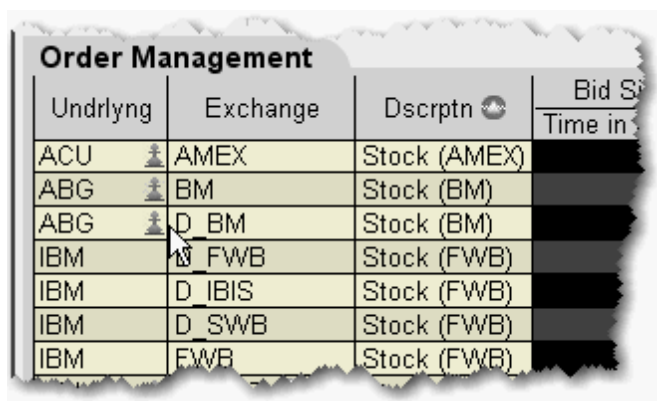 Order Management
Undrlyng Exchange Dscrptn Bid Si
Time in
ACU AMEX Stock (AMEX)
ABG BM Stock (BM)
ABG D_BM Stock (BM)
IBM _FWB Stock (FWB)
IBM D_IBIS Stock (FWB)
IBM D_SWB Stock (FWB)
IBM FWB Stock (FWB)